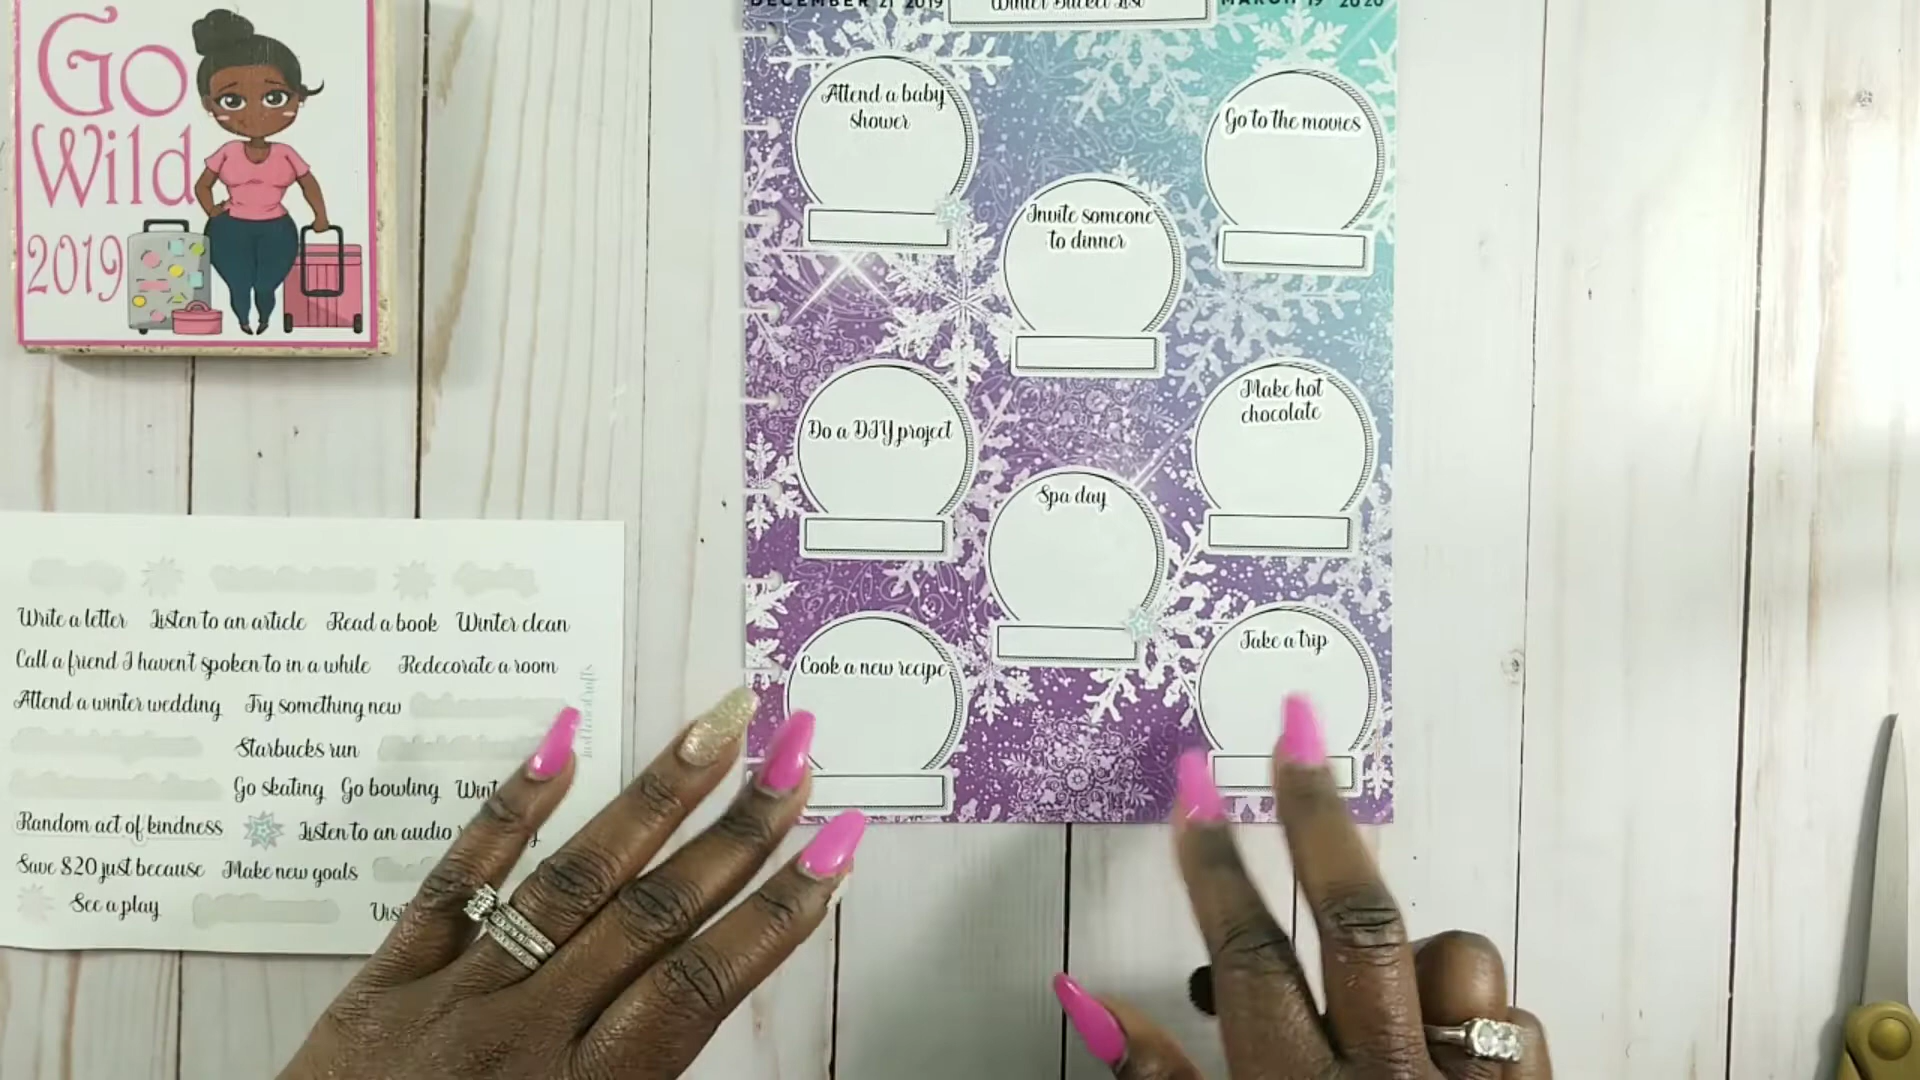 Go
Wild
2019
DECEMBER 21 2019
Winter Bucket List
MARCH 19 2020
Attend a baby
shower
Go to the movies
Invite someone
to dinner
Make hot
chocolate
Do a DIY project
Spa day
Cook a new recipe
Take a trip
Write a letter Listen to an article Read a book Winter clean
Call a friend I haven't spoken to in a while Redecorate a room
Attend a winter wedding Try something new
Starbucks run
Go skating Go bowling
Random act of kindness Listen to an audio
Save $20 just because Make new goals
See a play